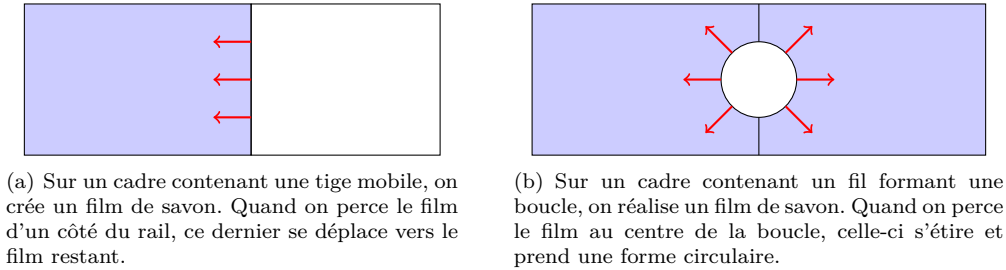 (a) Sur un cadre contenant une tige mobile, on
crée un film de savon. Quand on perce le film
d'un côté du rail, ce dernier se déplace vers le
film restant.
(b) Sur un cadre contenant un fil formant une
boucle, on réalise un film de savon. Quand on perce
le film au centre de la boucle, celle-ci s'étire et
prend une forme circulaire.